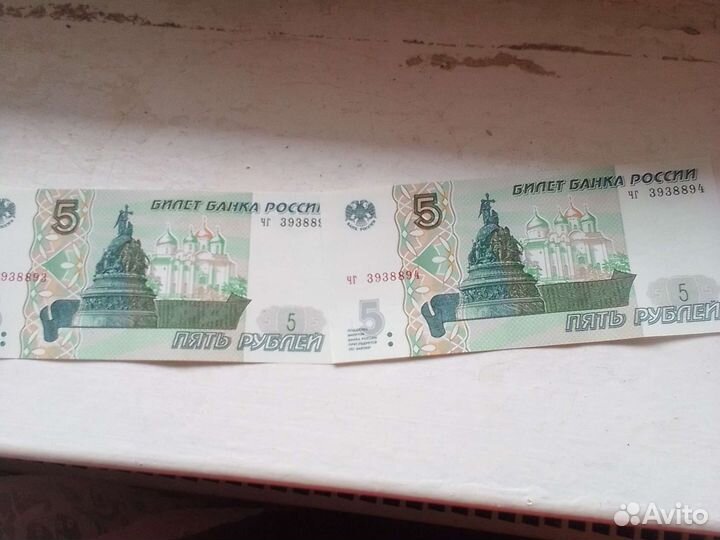 5
БИЛЕТ БАНКА РОССИИ
чг 393889
938893
5
ПЯТЬ РУБЛЕЙ
5
БИЛЕТ БАНКА РОССИИ
чг 3938894
чг 3938894
5
5
ПЯТЬ РУБЛЕЙ
Avito